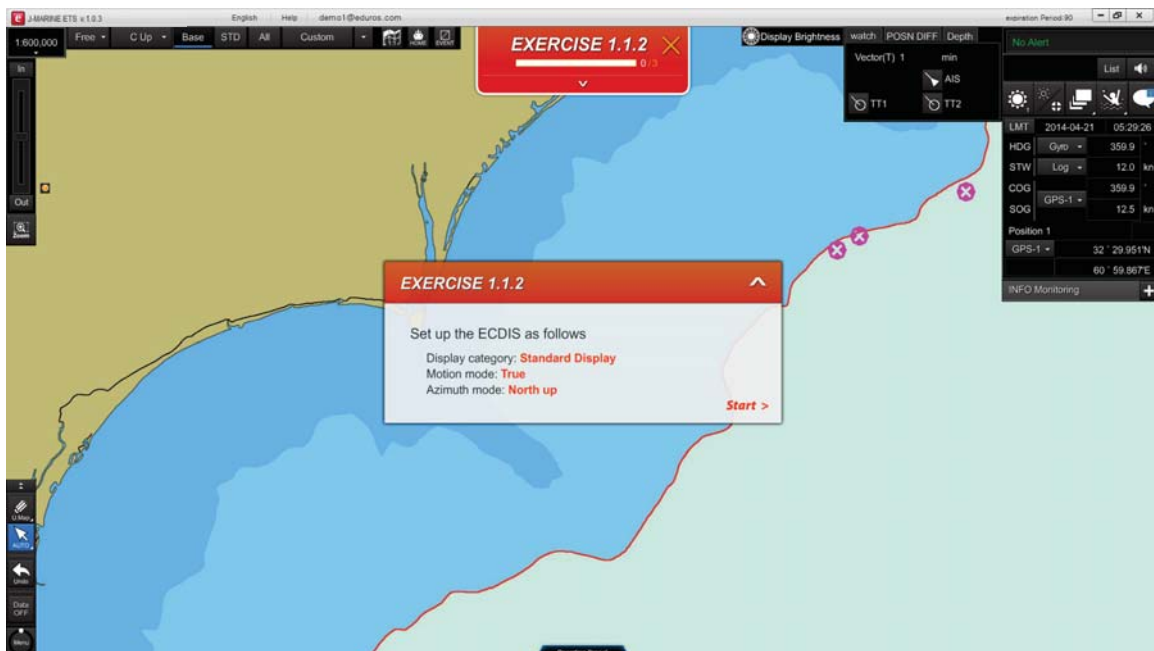 J-MARINE ETS v.1.0.3 English Help demo1@eduros.com expiration Period:90
1:600,000 Free C Up Base STD All Custom HOME EVENT
EXERCISE 1.1.2
0 / 3
Display Brightness watch POSN DIFF Depth
Vector(T) 1 min
AIS
TT1 TT2
No Alert
List
LMT 2014-04-21 05:29:26
HDG Gyro 359.9 °
STW Log 12.0 kn
COG 359.9 °
GPS-1
SOG 12.5 kn
Position 1
GPS-1 32 ° 29.951'N
60 ° 59.867'E
INFO Monitoring
In
Out
Zoom
EXERCISE 1.1.2
Set up the ECDIS as follows
Display category: Standard Display
Motion mode: True
Azimuth mode: North up
Start >
U.Map
AUTO
Undo
Data
OFF
Menu